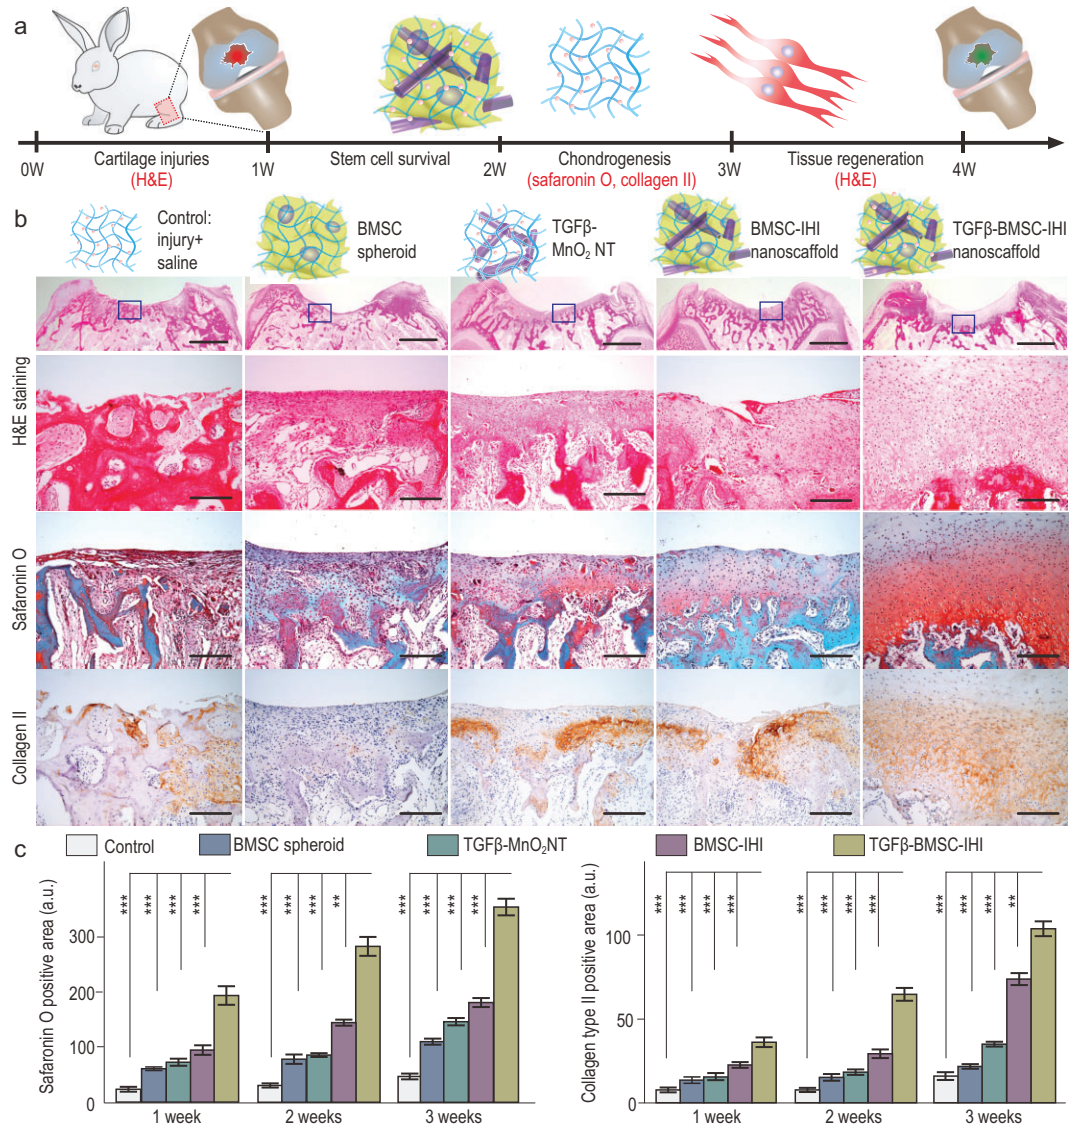 a
0W
Cartilage injuries
(H&E)
1W
Stem cell survival
2W
Chondrogenesis
(safaronin O, collagen II)
3W
Tissue regeneration
(H&E)
4W
b
Control:
injury+
saline
BMSC
spheroid
TGFβ-
MnO₂ NT
BMSC-IHI
nanoscaffold
TGFβ-BMSC-IHI
nanoscaffold
H&E staining
Safaronin O
Collagen II
c
Control
BMSC spheroid
TGFβ-MnO₂NT
BMSC-IHI
TGFβ-BMSC-IHI
Safaronin O positive area (a.u.)
300
200
100
0
*** *** *** ***
*** *** *** **
*** *** *** ***
1 week
2 weeks
3 weeks
Collagen type II positive area (a.u.)
100
50
0
*** *** *** ***
*** *** *** ***
*** *** *** **
1 week
2 weeks
3 weeks